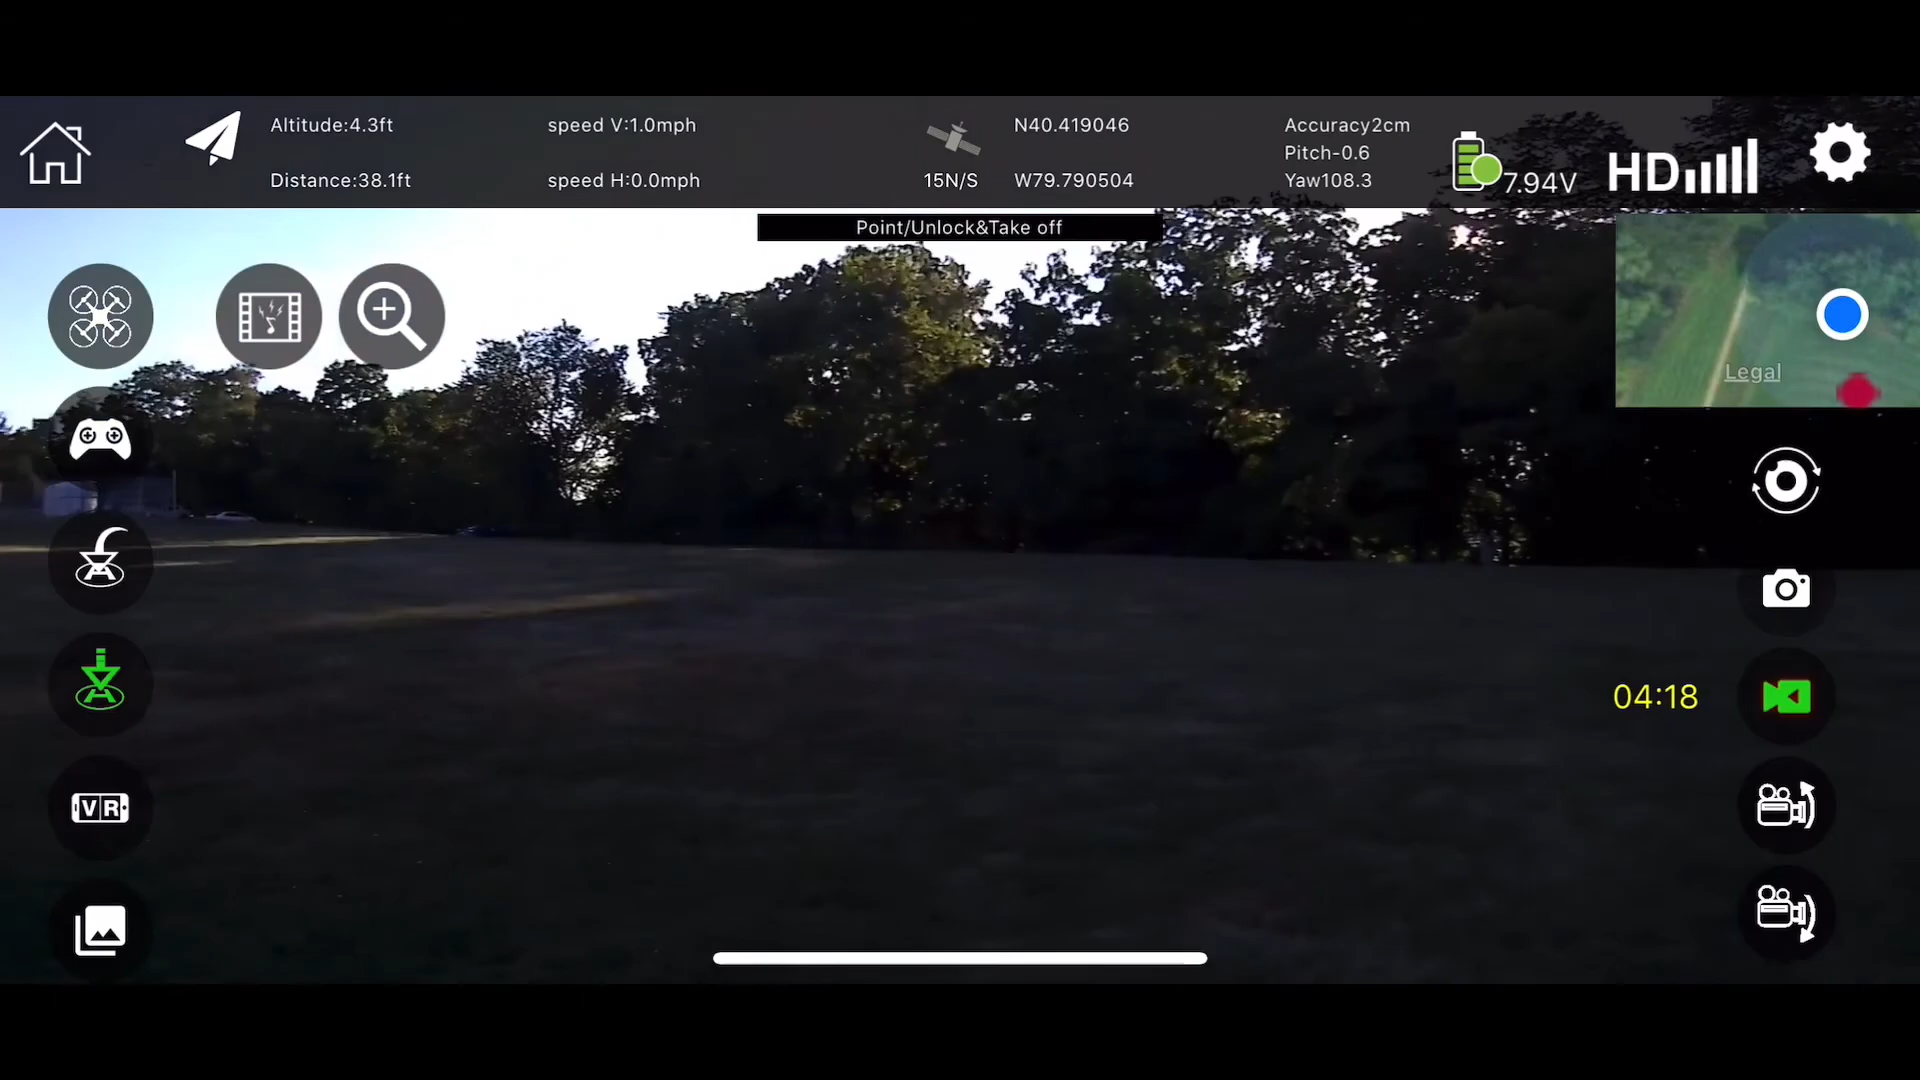 Altitude:4.3ft
speed V:1.0mph
N40.419046
Accuracy2cm
Pitch-0.6
Distance:38.1ft
speed H:0.0mph
15N/S
W79.790504
Yaw108.3
7.94V
HD
Point/Unlock&Take off
Legal
04:18
VR